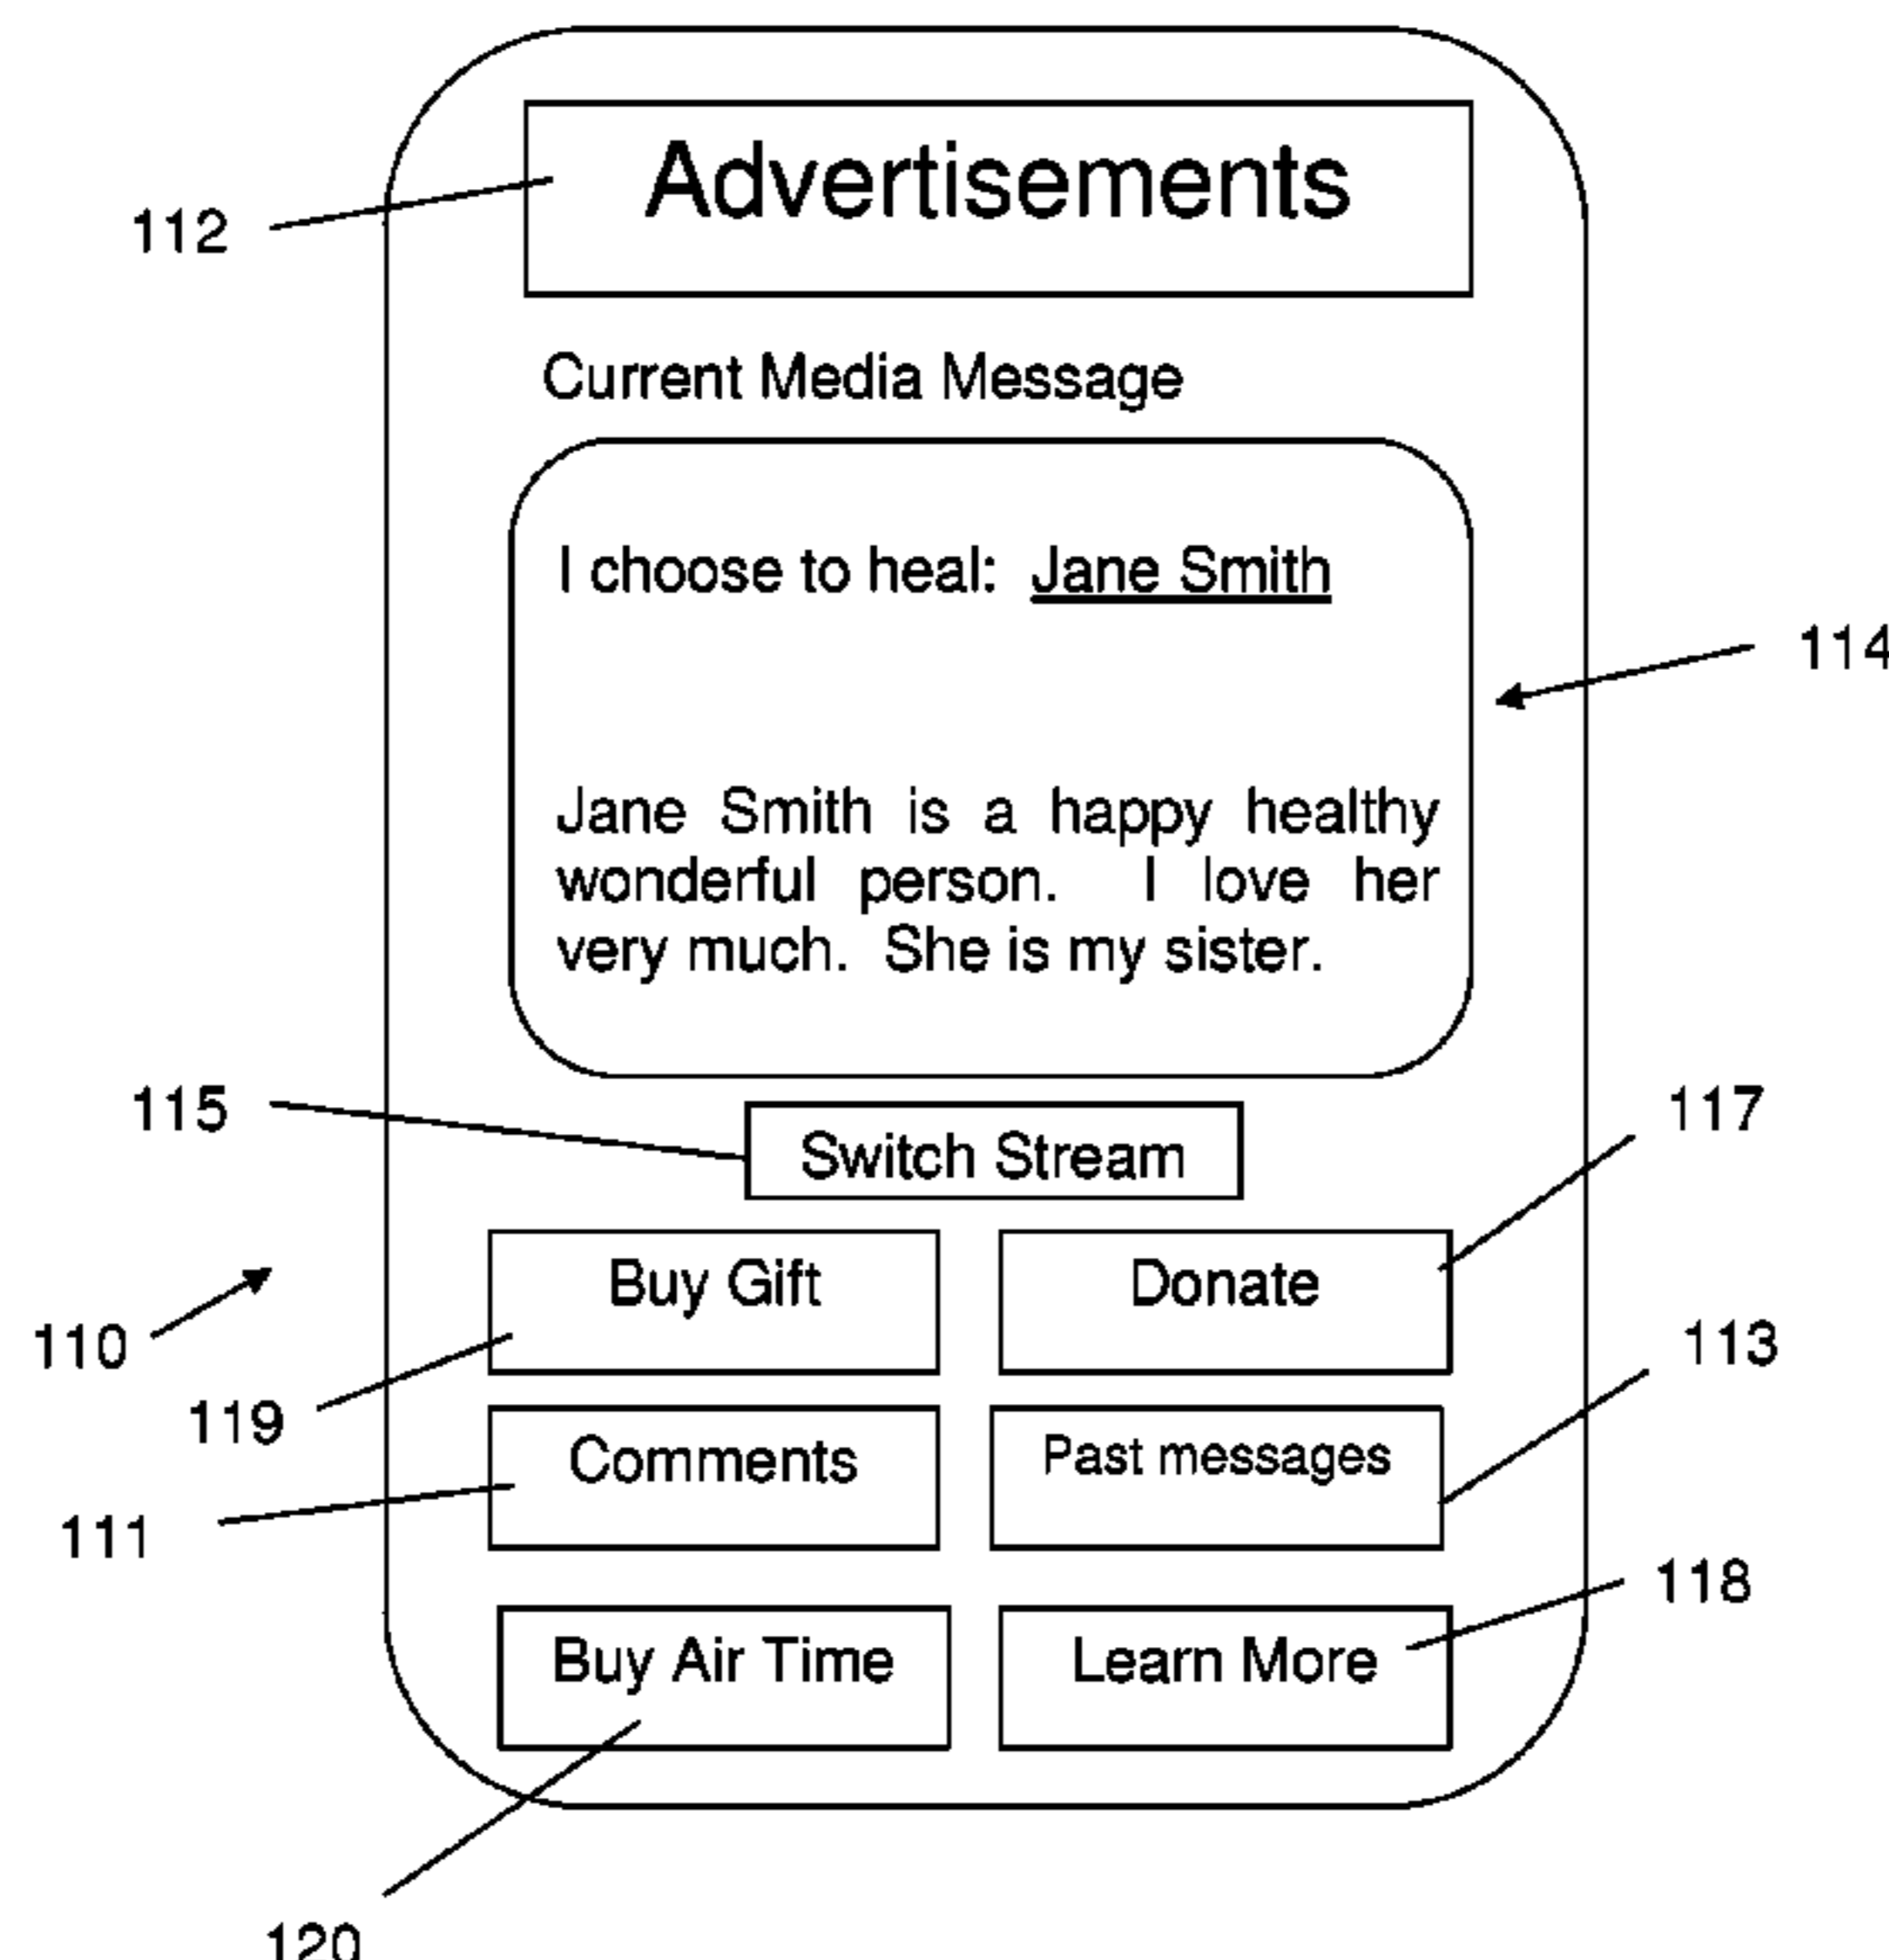 Advertisements
112
Current Media Message
I choose to heal: Jane Smith
114
Jane Smith is a happy healthy
wonderful person. I love her
very much. She is my sister.
115
117
Switch Stream
Buy Gift
Donate
110
113
119
Comments
Past messages
111
118
Buy Air Time
Learn More
120